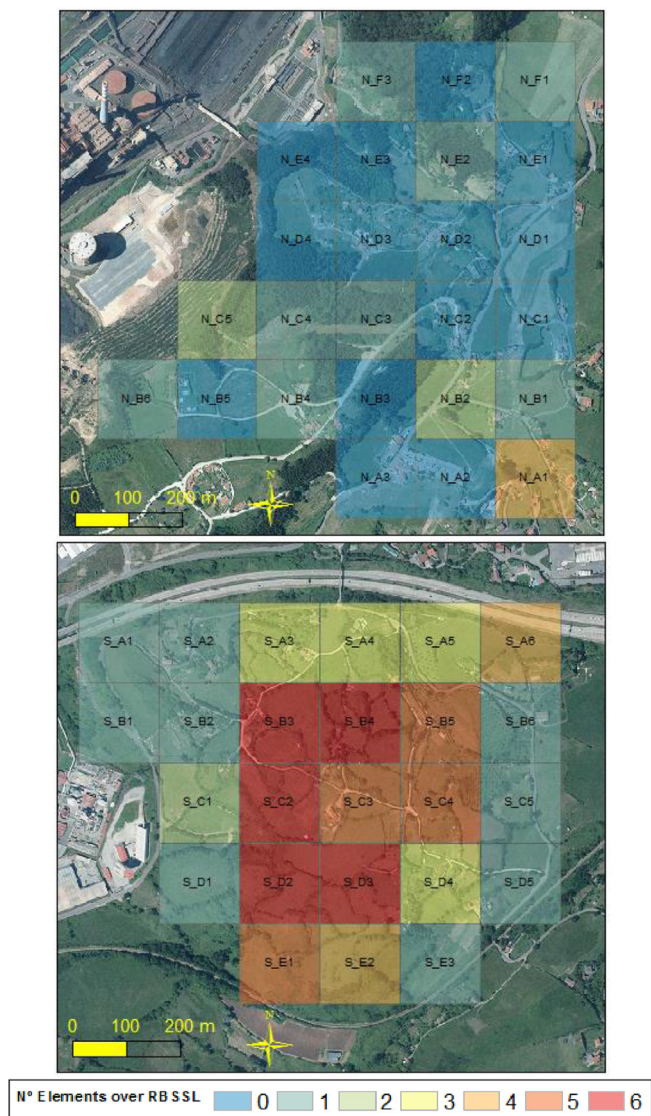 N_F3 N_F2 N_F1
N_E4 N_E3 N_E2 N_E1
N_D4 N_D3 N_D2 N_D1
N_C5 N_C4 N_C3 N_C2 N_C1
N_B6 N_B5 N_B4 N_B3 N_B2 N_B1
N_A3 N_A2 N_A1
N
0 100 200 m
S_A1 S_A2 S_A3 S_A4 S_A5 S_A6
S_B1 S_B2 S_B3 S_B4 S_B5 S_B6
S_C1 S_C2 S_C3 S_C4 S_C5
S_D1 S_D2 S_D3 S_D4 S_D5
S_E1 S_E2 S_E3
N
0 100 200 m
Nº Elements over RBSSL 0 1 2 3 4 5 6